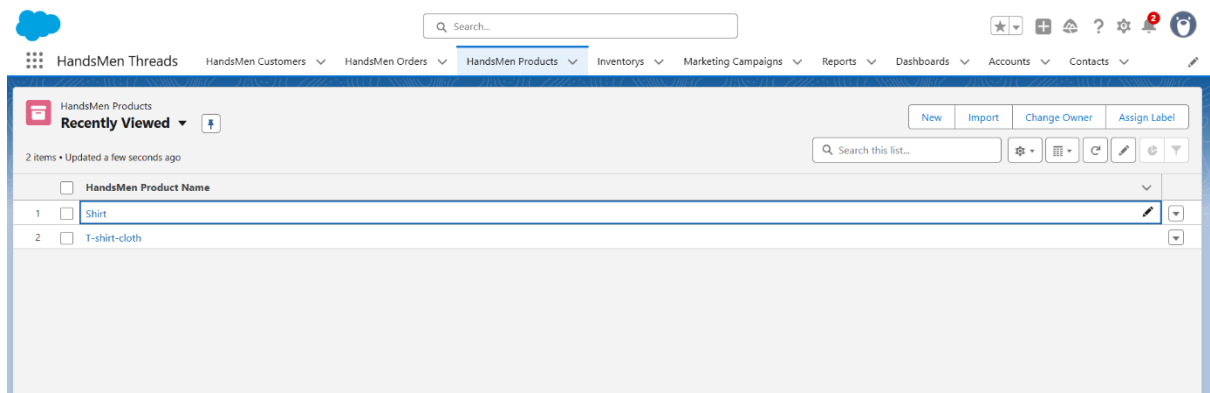 Search...
2
HandsMen Threads HandsMen Customers HandsMen Orders HandsMen Products Inventorys Marketing Campaigns Reports Dashboards Accounts Contacts
HandsMen Products
Recently Viewed
New Import Change Owner Assign Label
2 items • Updated a few seconds ago
Search this list...
HandsMen Product Name
1 Shirt
2 T-shirt-cloth